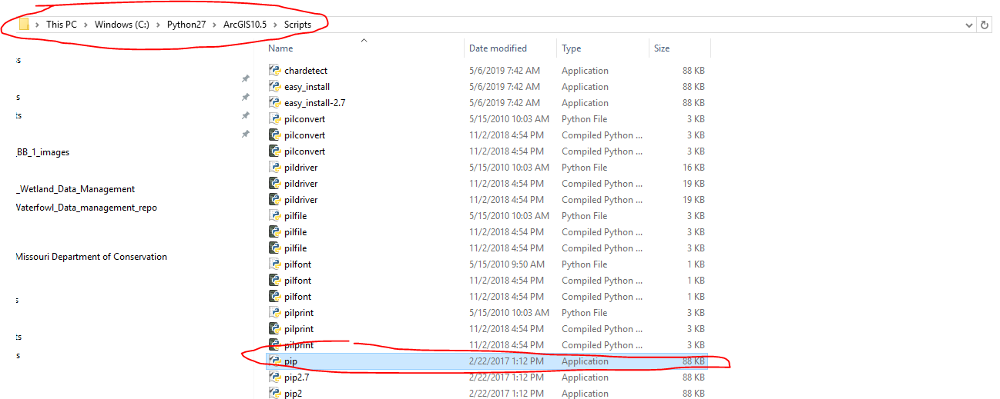 This PC > Windows (C:) > Python27 > ArcGIS10.5 > Scripts
Name Date modified Type Size
chardetect 5/6/2019 7:42 AM Application 88 KB
easy_install 5/6/2019 7:42 AM Application 88 KB
easy_install-2.7 5/6/2019 7:42 AM Application 88 KB
pilconvert 5/15/2010 10:03 AM Python File 3 KB
pilconvert 11/2/2018 4:54 PM Compiled Python ... 3 KB
_BB_1_images pilconvert 11/2/2018 4:54 PM Compiled Python ... 3 KB
pildriver 5/15/2010 10:03 AM Python File 16 KB
_Wetland_Data_Management pildriver 11/2/2018 4:54 PM Compiled Python ... 19 KB
Waterfowl_Data_management_repo pildriver 11/2/2018 4:54 PM Compiled Python ... 19 KB
pilfile 5/15/2010 10:03 AM Python File 3 KB
pilfile 11/2/2018 4:54 PM Compiled Python ... 3 KB
Missouri Department of Conservation pilfile 11/2/2018 4:54 PM Compiled Python ... 3 KB
pilfont 5/15/2010 9:50 AM Python File 1 KB
pilfont 11/2/2018 4:54 PM Compiled Python ... 1 KB
pilfont 11/2/2018 4:54 PM Compiled Python ... 1 KB
pilprint 5/15/2010 10:03 AM Python File 3 KB
pilprint 11/2/2018 4:54 PM Compiled Python ... 3 KB
pilprint 11/2/2018 4:54 PM Compiled Python ... 3 KB
pip 2/22/2017 1:12 PM Application 88 KB
pip2.7 2/22/2017 1:12 PM Application 88 KB
pip2 2/22/2017 1:12 PM Application 88 KB